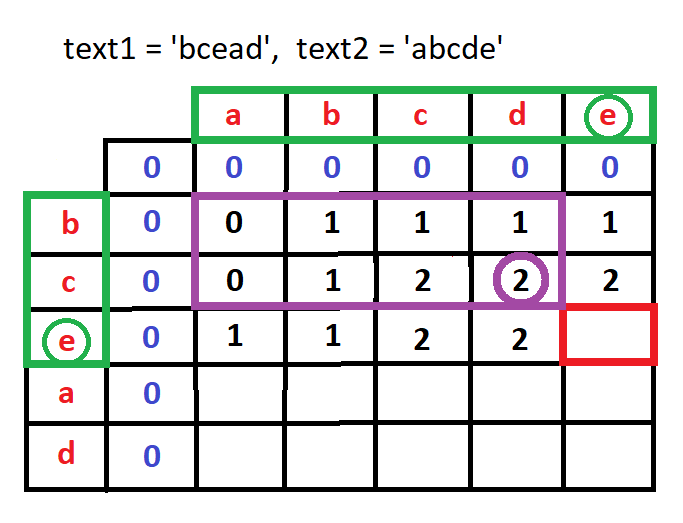 text1 = 'bcead', text2 = 'abcde'
a b c d e
0 0 0 0 0 0
b 0 0 1 1 1 1
c 0 0 1 2 2 2
e 0 1 1 2 2
a 0
d 0